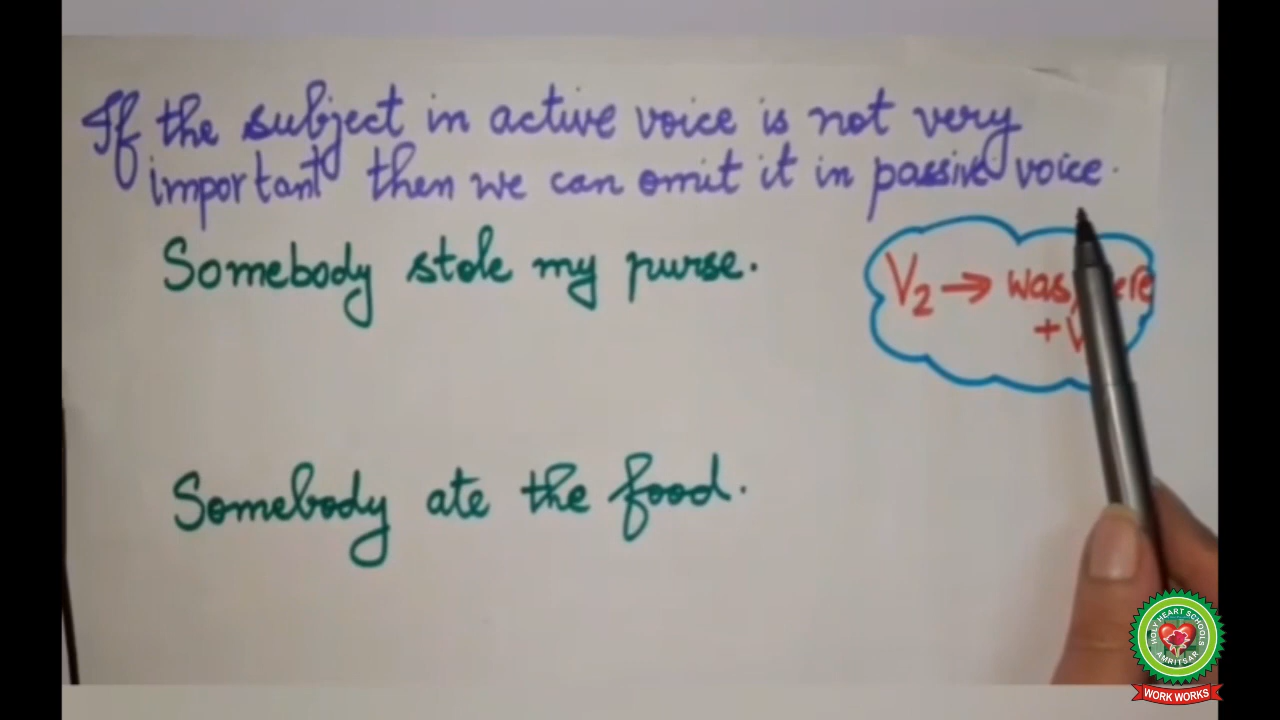 If the subject in active voice is not very
important then we can omit it in passive voice.
Somebody stole my purse.
V2 → was
+
Somebody ate the food.
HOLY HEART SCHOOLS
AMRITSAR
WORK WORKS